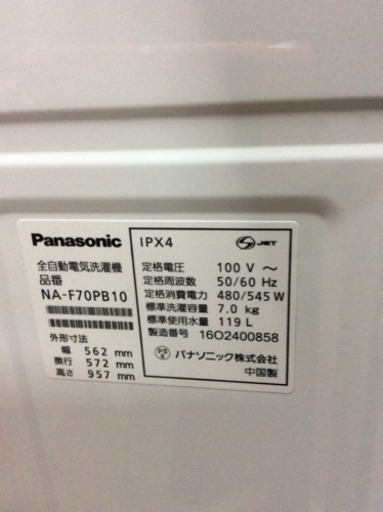 Panasonic
全自動電気洗濯機
品番
NA-F70PB10
外形寸法
幅 562 mm
奥行 572 mm
高さ 957 mm
IPX4
JET
定格電圧 100 V ～
定格周波数 50/60 Hz
定格消費電力 480/545 W
標準洗濯容量 7.0 kg
標準使用水量 119 L
製造番号 16O2400858
PSE パナソニック株式会社
中国製